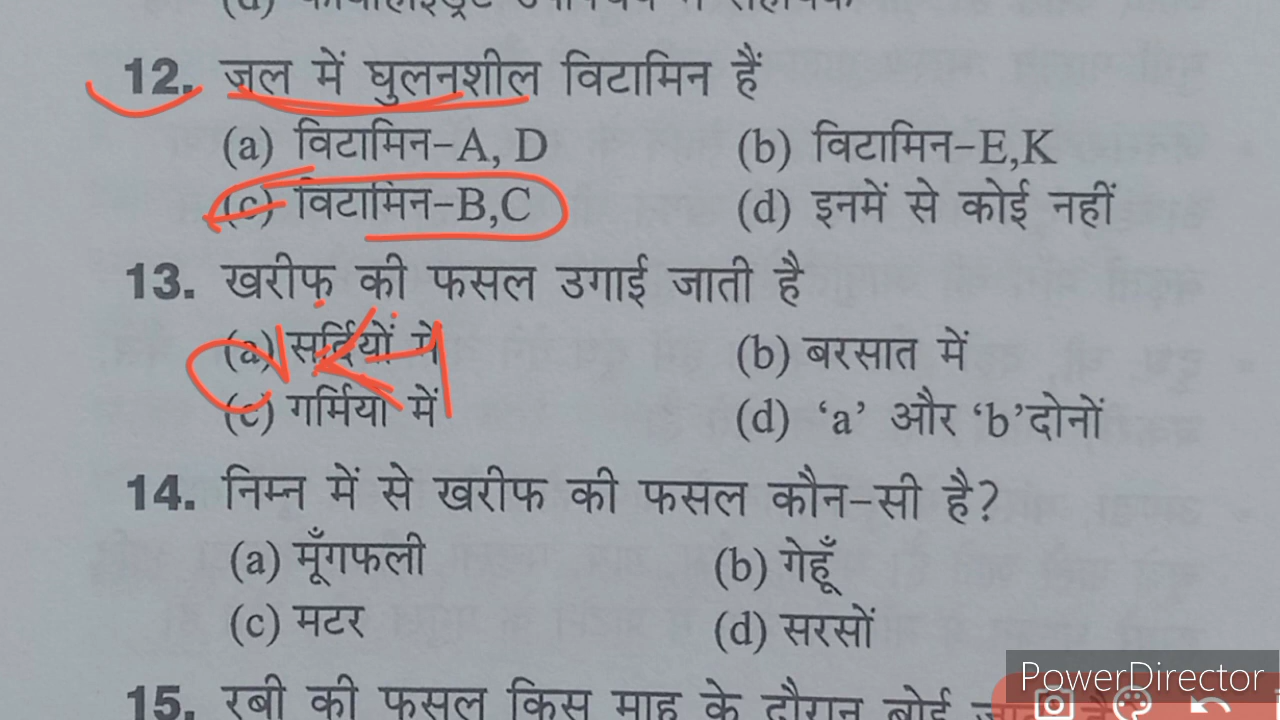 12. जल में घुलनशील विटामिन हैं
(a) विटामिन-A, D (b) विटामिन-E,K
(c) विटामिन-B,C (d) इनमें से कोई नहीं
13. खरीफ़ की फसल उगाई जाती है
(a) सर्दियों में (b) बरसात में
(c) गर्मियों में (d) ‘a’ और ‘b’ दोनों
14. निम्न में से खरीफ की फसल कौन-सी है?
(a) मूँगफली (b) गेहूँ
(c) मटर (d) सरसों
15. रबी की फसल किस माह के दौरान बोई
PowerDirector